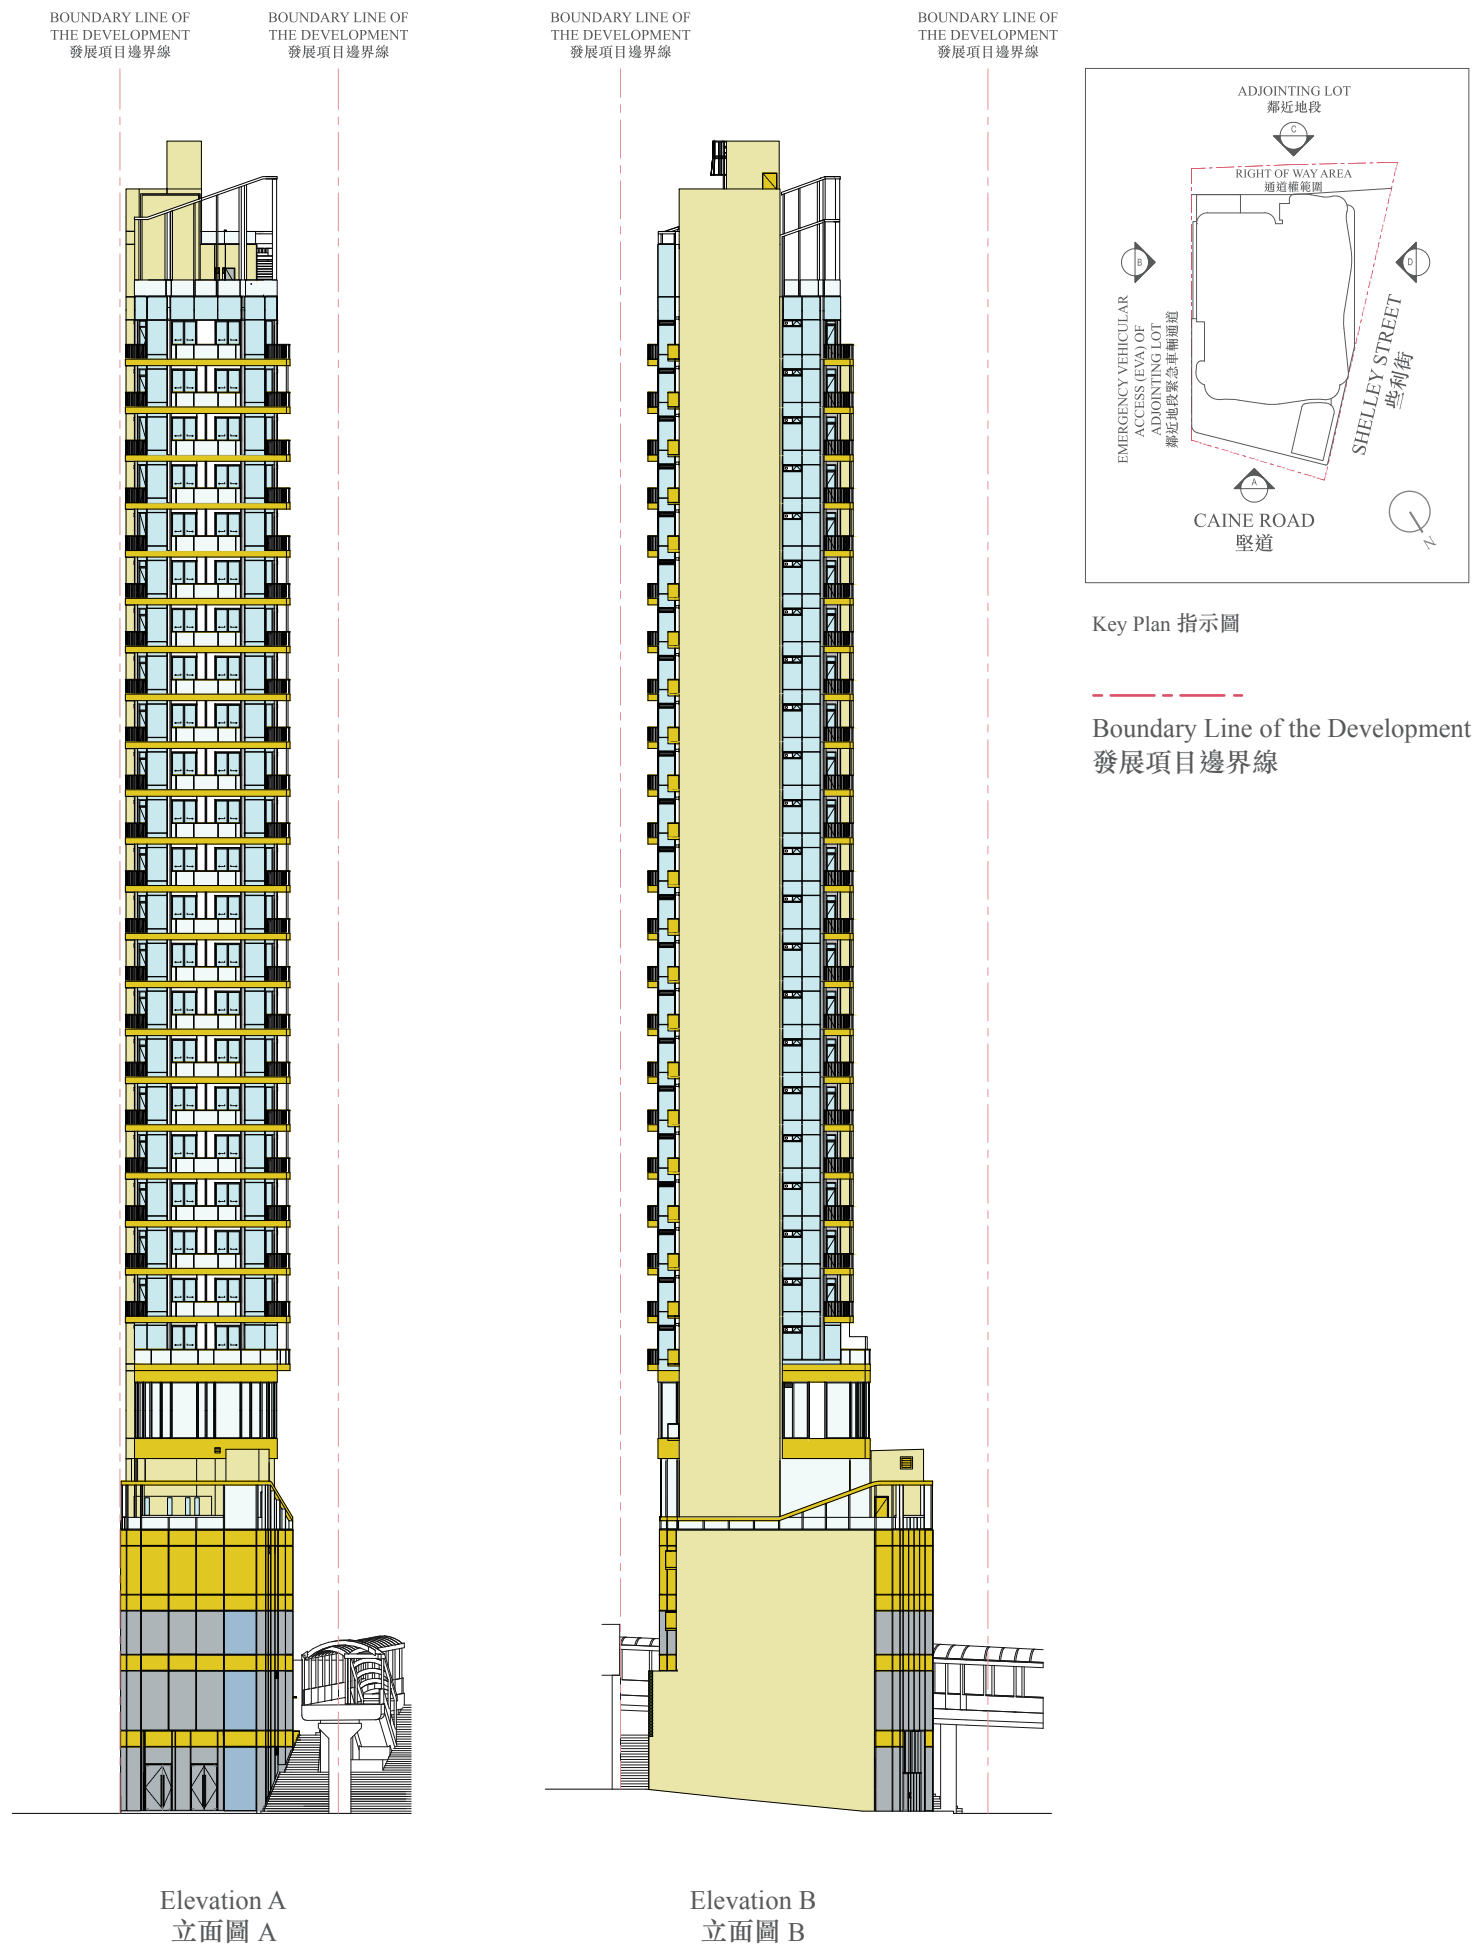 BOUNDARY LINE OF
THE DEVELOPMENT
發展項目邊界線
BOUNDARY LINE OF
THE DEVELOPMENT
發展項目邊界線
BOUNDARY LINE OF
THE DEVELOPMENT
發展項目邊界線
BOUNDARY LINE OF
THE DEVELOPMENT
發展項目邊界線
ADJOINTING LOT
鄰近地段
C
RIGHT OF WAY AREA
通道權範圍
B
D
EMERGENCY VEHICULAR
ACCESS (EVA) OF
ADJOINTING LOT
鄰近地段緊急車輛通道
SHELLEY STREET
些利街
A
CAINE ROAD
堅道
N
Key Plan 指示圖
Boundary Line of the Development
發展項目邊界線
Elevation A
立面圖 A
Elevation B
立面圖 B